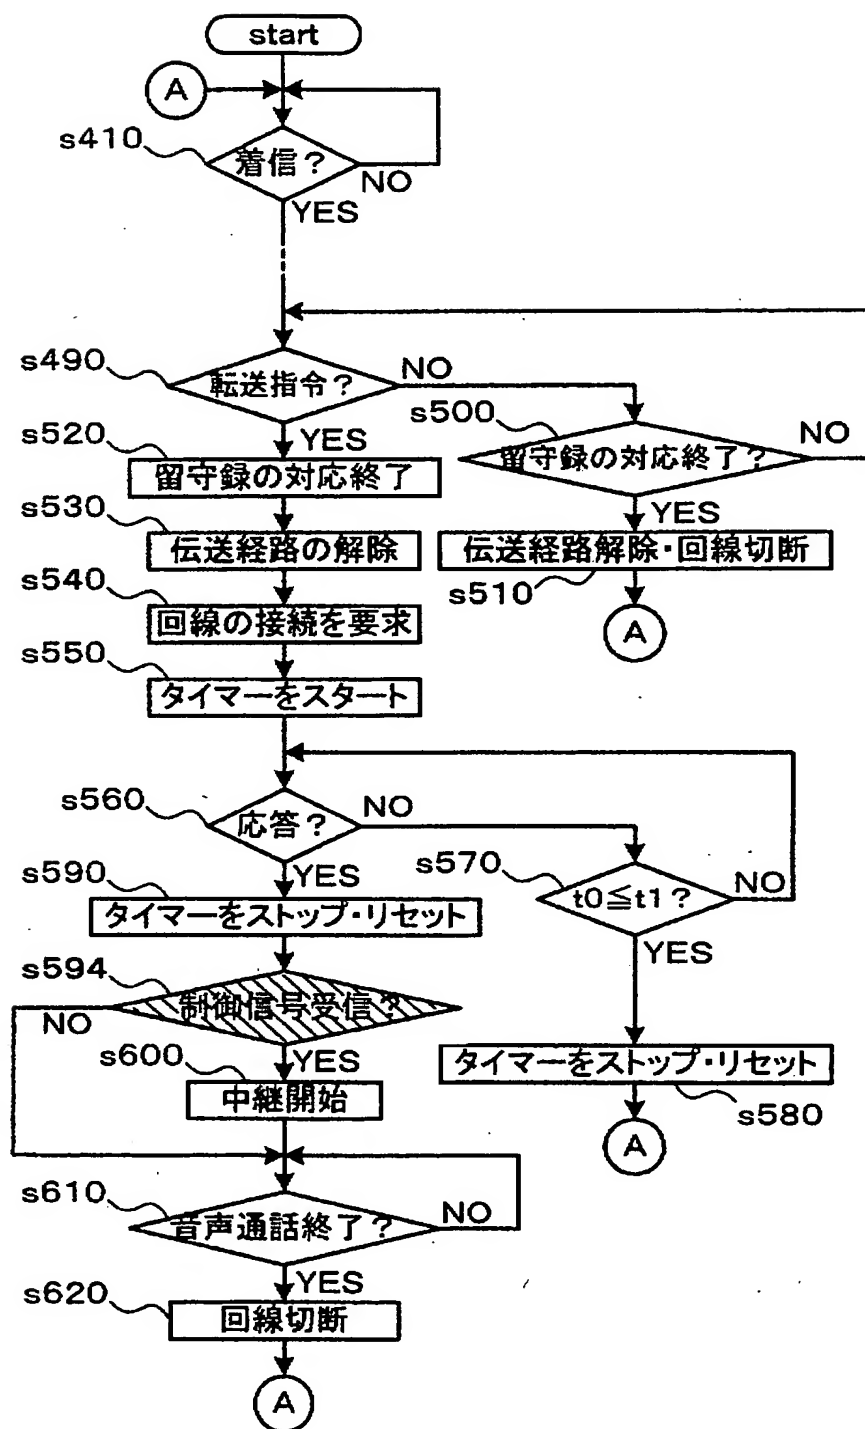 start
A
s410
着信?
NO
YES
s490
転送指令?
NO
YES
s500
留守録の対応終了?
NO
YES
s520
留守録の対応終了
s530
伝送経路の解除
伝送経路解除・回線切断
s510
A
s540
回線の接続を要求
s550
タイマーをスタート
s560
応答?
NO
YES
s570
t0≦t1?
NO
YES
s590
タイマーをストップ・リセット
s594
制御信号受信?
NO
YES
タイマーをストップ・リセット
s580
A
s600
中継開始
s610
音声通話終了?
NO
YES
s620
回線切断
A